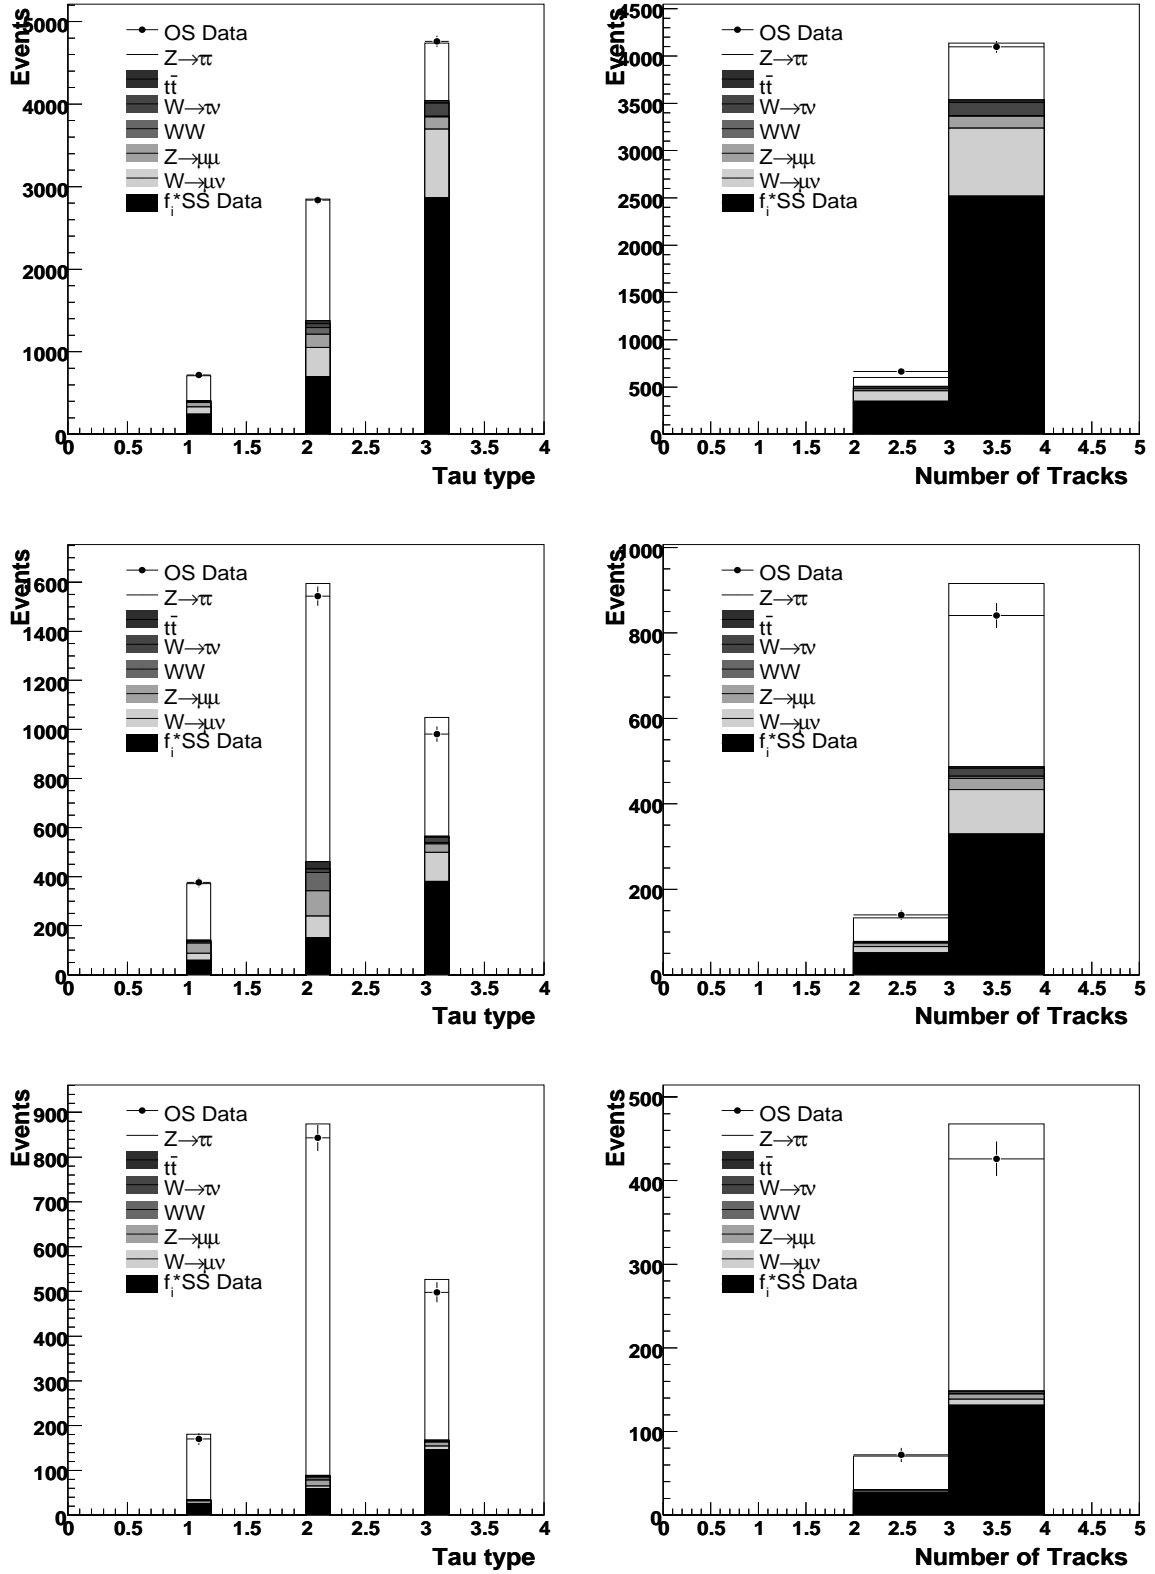 Events
5000
4000
3000
2000
1000
0
OS Data
Z→ττ
tt̄
W→τν
WW
Z→μμ
W→μν
f_i*SS Data
0 0.5 1 1.5 2 2.5 3 3.5 4
Tau type
Events
4500
4000
3500
3000
2500
2000
1500
1000
500
0
OS Data
Z→ττ
tt̄
W→τν
WW
Z→μμ
W→μν
f_i*SS Data
0 0.5 1 1.5 2 2.5 3 3.5 4 4.5 5
Number of Tracks
Events
1600
1400
1200
1000
800
600
400
200
0
OS Data
Z→ττ
tt̄
W→τν
WW
Z→μμ
W→μν
f_i*SS Data
0 0.5 1 1.5 2 2.5 3 3.5 4
Tau type
Events
1000
800
600
400
200
0
OS Data
Z→ττ
tt̄
W→τν
WW
Z→μμ
W→μν
f_i*SS Data
0 0.5 1 1.5 2 2.5 3 3.5 4 4.5 5
Number of Tracks
Events
900
800
700
600
500
400
300
200
100
0
OS Data
Z→ττ
tt̄
W→τν
WW
Z→μμ
W→μν
f_i*SS Data
0 0.5 1 1.5 2 2.5 3 3.5 4
Tau type
Events
500
400
300
200
100
0
OS Data
Z→ττ
tt̄
W→τν
WW
Z→μμ
W→μν
f_i*SS Data
0 0.5 1 1.5 2 2.5 3 3.5 4 4.5 5
Number of Tracks